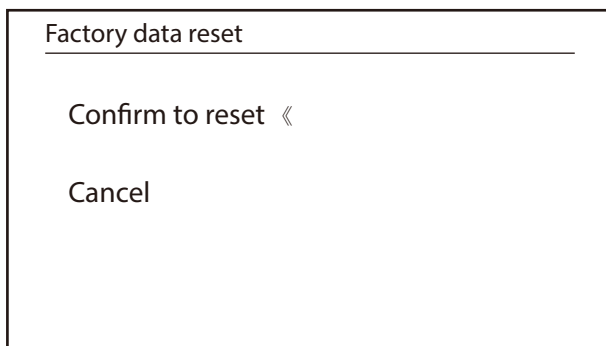 Factory data reset
Confirm to reset 《
Cancel